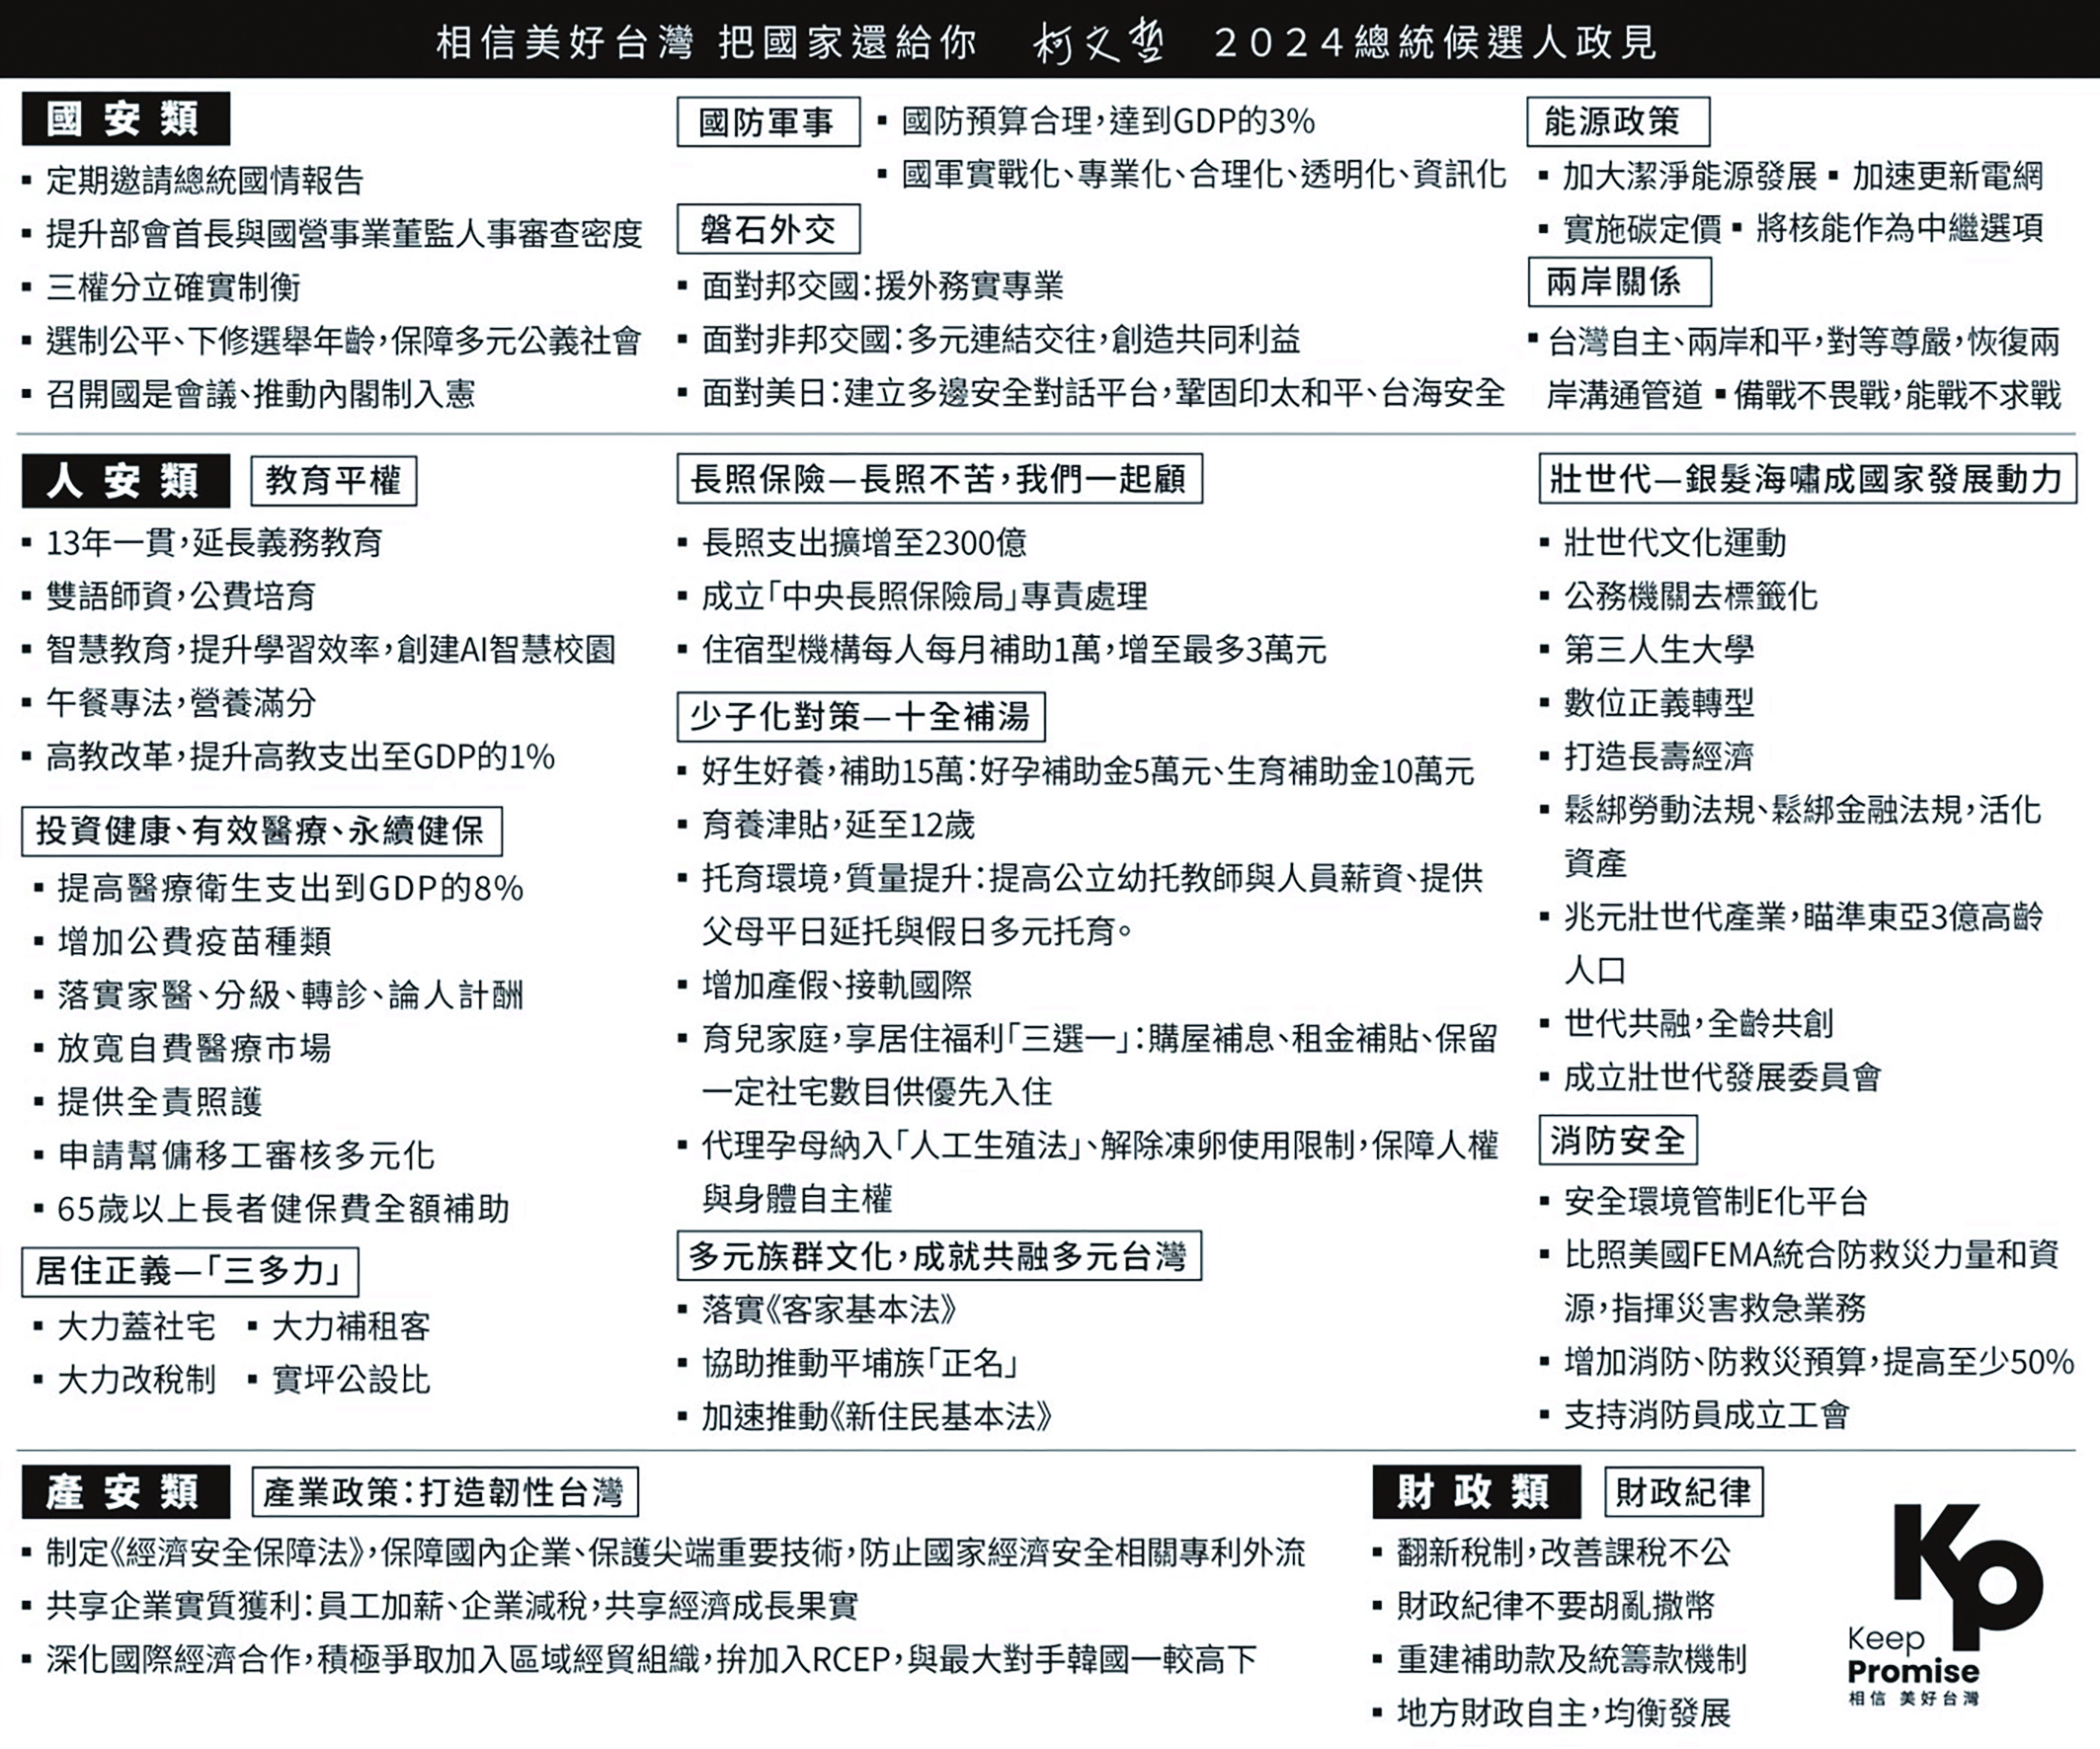 相信美好台灣 把國家還給你 柯文哲 2024總統候選人政見
國安類
▪ 定期邀請總統國情報告
▪ 提升部會首長與國營事業董監人事審查密度
▪ 三權分立確實制衡
▪ 選制公平、下修選舉年齡,保障多元公義社會
▪ 召開國是會議、推動內閣制入憲
國防軍事
▪ 國防預算合理,達到GDP的3%
▪ 國軍實戰化、專業化、合理化、透明化、資訊化
磐石外交
▪ 面對邦交國:援外務實專業
▪ 面對非邦交國:多元連結交往,創造共同利益
▪ 面對美日:建立多邊安全對話平台,鞏固印太和平、台海安全
能源政策
▪ 加大潔淨能源發展 ▪ 加速更新電網
▪ 實施碳定價 ▪ 將核能作為中繼選項
兩岸關係
▪ 台灣自主、兩岸和平,對等尊嚴,恢復兩
岸溝通管道 ▪ 備戰不畏戰,能戰不求戰
人安類
教育平權
▪ 13年一貫,延長義務教育
▪ 雙語師資,公費培育
▪ 智慧教育,提升學習效率,創建AI智慧校園
▪ 午餐專法,營養滿分
▪ 高教改革,提升高教支出至GDP的1%
投資健康、有效醫療、永續健保
▪ 提高醫療衛生支出到GDP的8%
▪ 增加公費疫苗種類
▪ 落實家醫、分級、轉診、論人計酬
▪ 放寬自費醫療市場
▪ 提供全責照護
▪ 申請幫傭移工審核多元化
▪ 65歲以上長者健保費全額補助
居住正義—「三多力」
▪ 大力蓋社宅 ▪ 大力補租客
▪ 大力改稅制 ▪ 實坪公設比
長照保險—長照不苦,我們一起顧
▪ 長照支出擴增至2300億
▪ 成立「中央長照保險局」專責處理
▪ 住宿型機構每人每月補助1萬,增至最多3萬元
少子化對策—十全補湯
▪ 好生好養,補助15萬:好孕補助金5萬元、生育補助金10萬元
▪ 育養津貼,延至12歲
▪ 托育環境,質量提升:提高公立幼托教師與人員薪資、提供
父母平日延托與假日多元托育。
▪ 增加產假、接軌國際
▪ 育兒家庭,享居住福利「三選一」:購屋補息、租金補貼、保留
一定社宅數目供優先入住
▪ 代理孕母納入「人工生殖法」、解除凍卵使用限制,保障人權
與身體自主權
多元族群文化,成就共融多元台灣
▪ 落實《客家基本法》
▪ 協助推動平埔族「正名」
▪ 加速推動《新住民基本法》
壯世代—銀髮海嘯成國家發展動力
▪ 壯世代文化運動
▪ 公務機關去標籤化
▪ 第三人生大學
▪ 數位正義轉型
▪ 打造長壽經濟
▪ 鬆綁勞動法規、鬆綁金融法規,活化
資產
▪ 兆元壯世代產業,瞄準東亞3億高齡
人口
▪ 世代共融,全齡共創
▪ 成立壯世代發展委員會
消防安全
▪ 安全環境管制E化平台
▪ 比照美國FEMA統合防救災力量和資
源,指揮災害救急業務
▪ 增加消防、防救災預算,提高至少50%
▪ 支持消防員成立工會
產安類
產業政策:打造韌性台灣
▪ 制定《經濟安全保障法》,保障國內企業、保護尖端重要技術,防止國家經濟安全相關專利外流
▪ 共享企業實質獲利:員工加薪、企業減稅,共享經濟成長果實
▪ 深化國際經濟合作,積極爭取加入區域經貿組織,拚加入RCEP,與最大對手韓國一較高下
財政類
財政紀律
▪ 翻新稅制,改善課稅不公
▪ 財政紀律不要胡亂撒幣
▪ 重建補助款及統籌款機制
▪ 地方財政自主,均衡發展
Kp
Keep
Promise
相信 美好台灣